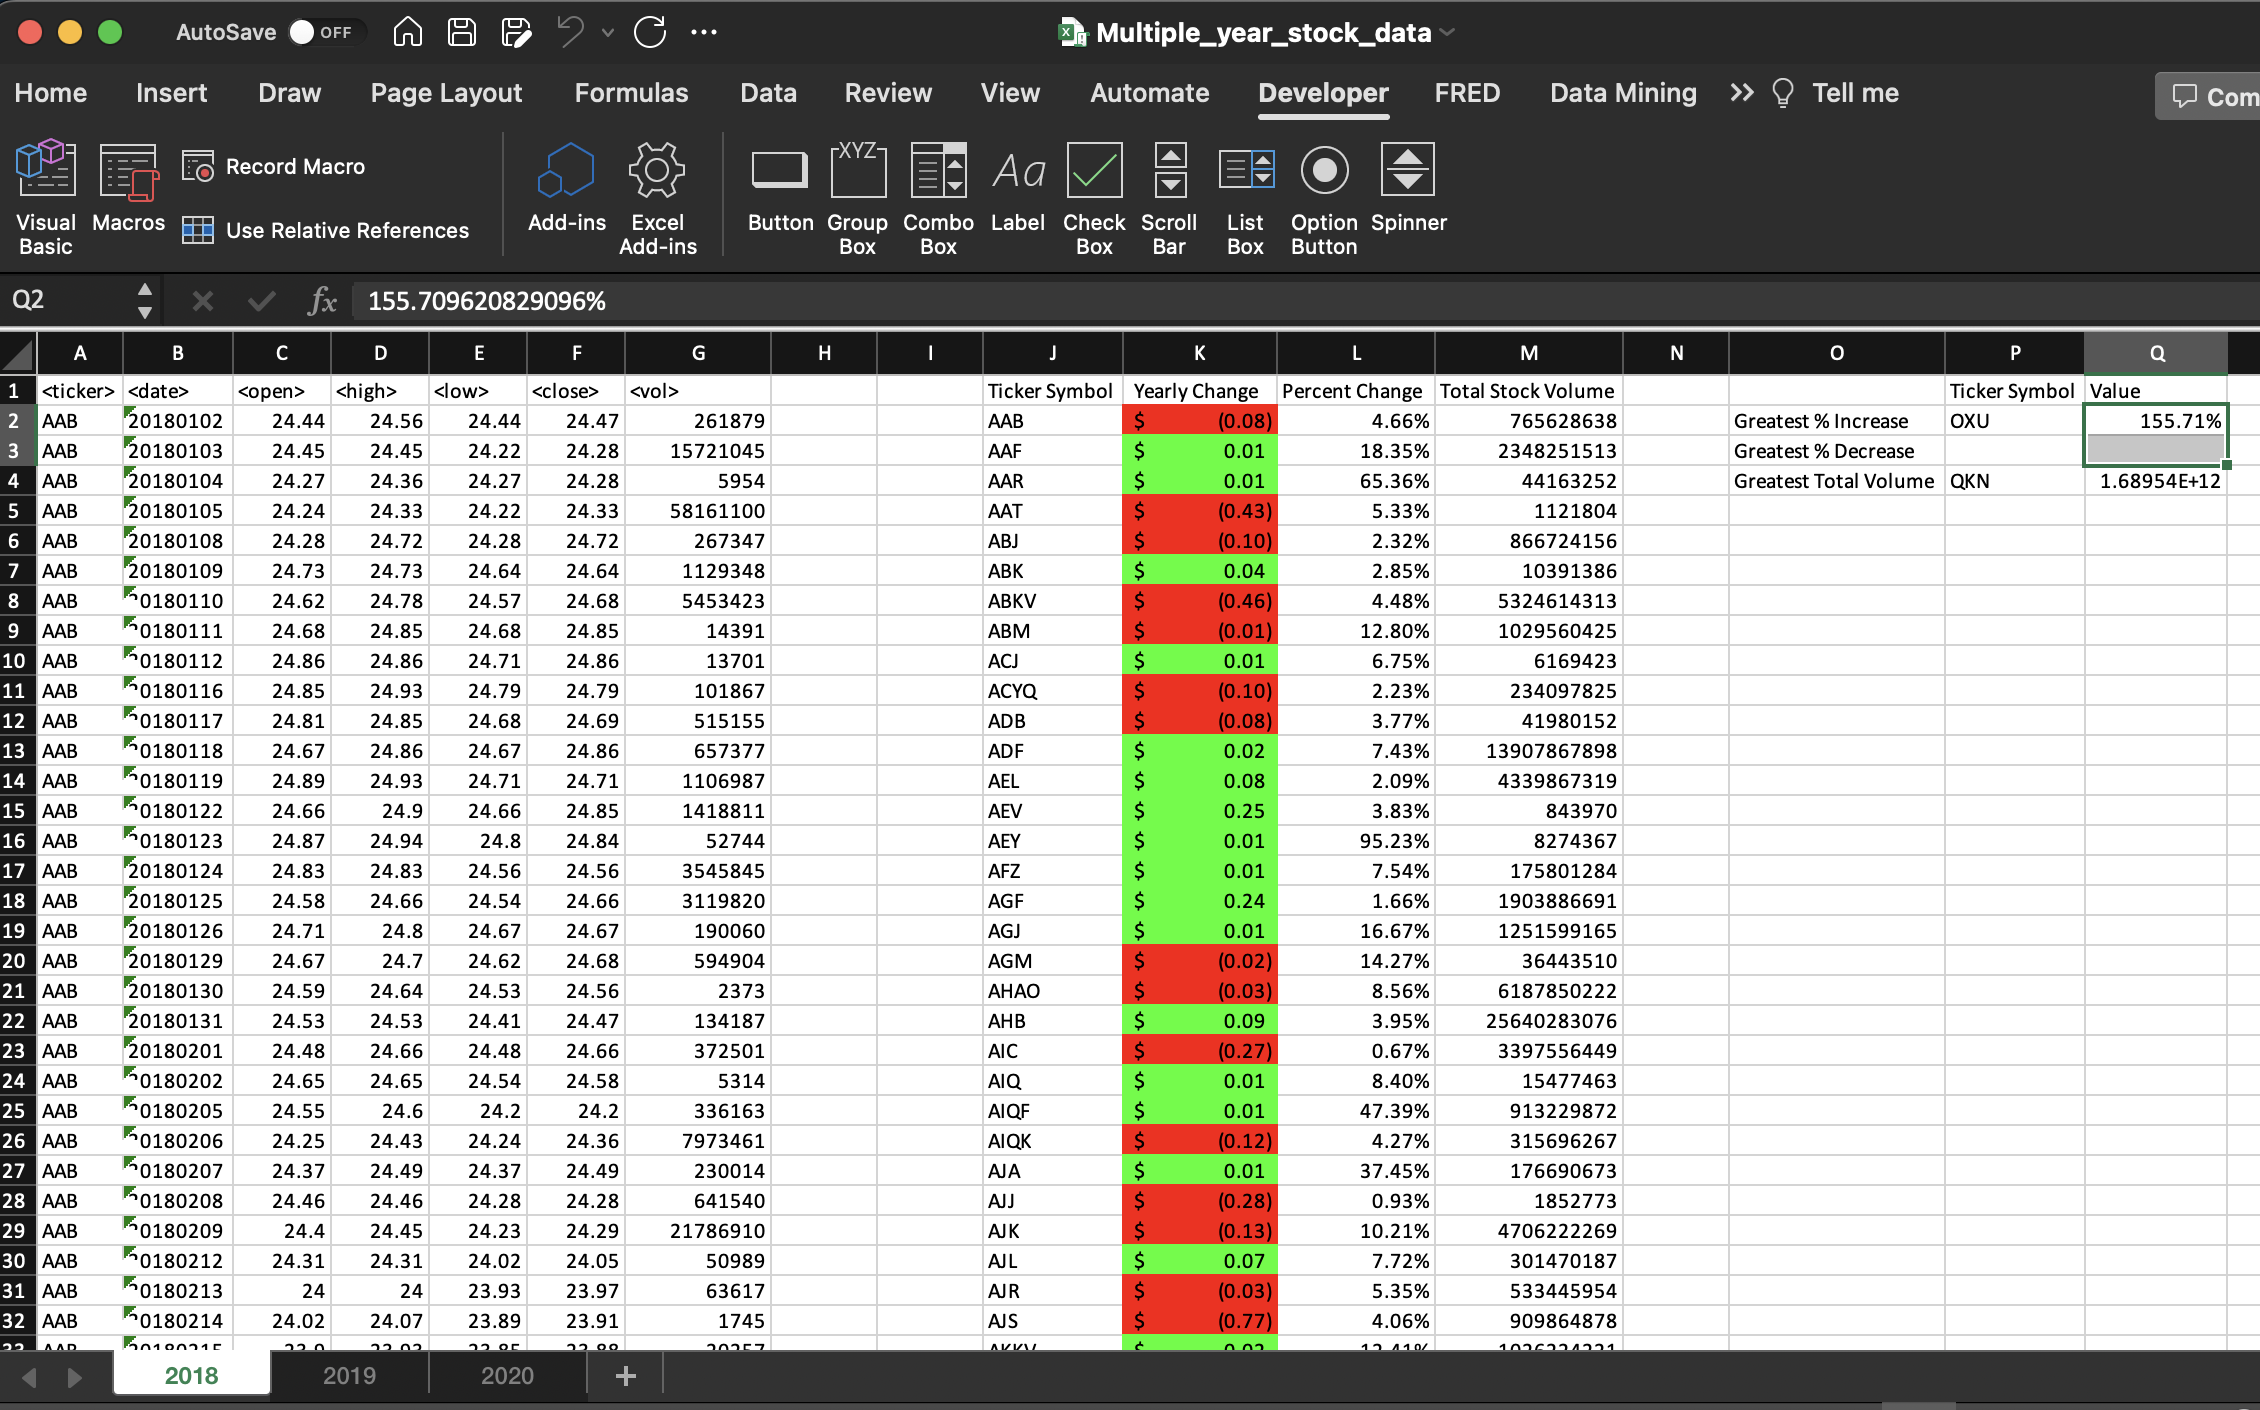 AutoSave OFF Multiple_year_stock_data
Home Insert Draw Page Layout Formulas Data Review View Automate Developer FRED Data Mining Tell me Com
Visual Basic Macros Record Macro Use Relative References Add-ins Excel Add-ins Button Group Box Combo Box Label Check Box Scroll Bar List Box Option Button Spinner
XYZ Aa
Q2 fx 155.709620829096%
A B C D E F G H I J K L M N O P Q
1 <ticker> <date> <open> <high> <low> <close> <vol> Ticker Symbol Yearly Change Percent Change Total Stock Volume Ticker Symbol Value
2 AAB 20180102 24.44 24.56 24.44 24.47 261879 AAB $ (0.08) 4.66% 765628638 Greatest % Increase OXU 155.71%
3 AAB 20180103 24.45 24.45 24.22 24.28 15721045 AAF $ 0.01 18.35% 2348251513 Greatest % Decrease
4 AAB 20180104 24.27 24.36 24.27 24.28 5954 AAR $ 0.01 65.36% 44163252 Greatest Total Volume QKN 1.68954E+12
5 AAB 20180105 24.24 24.33 24.22 24.33 58161100 AAT $ (0.43) 5.33% 1121804
6 AAB 20180108 24.28 24.72 24.28 24.72 267347 ABJ $ (0.10) 2.32% 866724156
7 AAB 20180109 24.73 24.73 24.64 24.64 1129348 ABK $ 0.04 2.85% 10391386
8 AAB 20180110 24.62 24.78 24.57 24.68 5453423 ABKV $ (0.46) 4.48% 5324614313
9 AAB 20180111 24.68 24.85 24.68 24.85 14391 ABM $ (0.01) 12.80% 1029560425
10 AAB 20180112 24.86 24.86 24.71 24.86 13701 ACJ $ 0.01 6.75% 6169423
11 AAB 20180116 24.85 24.93 24.79 24.79 101867 ACYQ $ (0.10) 2.23% 234097825
12 AAB 20180117 24.81 24.85 24.68 24.69 515155 ADB $ (0.08) 3.77% 41980152
13 AAB 20180118 24.67 24.86 24.67 24.86 657377 ADF $ 0.02 7.43% 13907867898
14 AAB 20180119 24.89 24.93 24.71 24.71 1106987 AEL $ 0.08 2.09% 4339867319
15 AAB 20180122 24.66 24.9 24.66 24.85 1418811 AEV $ 0.25 3.83% 843970
16 AAB 20180123 24.87 24.94 24.8 24.84 52744 AEY $ 0.01 95.23% 8274367
17 AAB 20180124 24.83 24.83 24.56 24.56 3545845 AFZ $ 0.01 7.54% 175801284
18 AAB 20180125 24.58 24.66 24.54 24.66 3119820 AGF $ 0.24 1.66% 1903886691
19 AAB 20180126 24.71 24.8 24.67 24.67 190060 AGJ $ 0.01 16.67% 1251599165
20 AAB 20180129 24.67 24.7 24.62 24.68 594904 AGM $ (0.02) 14.27% 36443510
21 AAB 20180130 24.59 24.64 24.53 24.56 2373 AHAO $ (0.03) 8.56% 6187850222
22 AAB 20180131 24.53 24.53 24.41 24.47 134187 AHB $ 0.09 3.95% 25640283076
23 AAB 20180201 24.48 24.66 24.48 24.66 372501 AIC $ (0.27) 0.67% 3397556449
24 AAB 20180202 24.65 24.65 24.54 24.58 5314 AIQ $ 0.01 8.40% 15477463
25 AAB 20180205 24.55 24.6 24.2 24.2 336163 AIQF $ 0.01 47.39% 913229872
26 AAB 20180206 24.25 24.43 24.24 24.36 7973461 AIQK $ (0.12) 4.27% 315696267
27 AAB 20180207 24.37 24.49 24.37 24.49 230014 AJA $ 0.01 37.45% 176690673
28 AAB 20180208 24.46 24.46 24.28 24.28 641540 AJJ $ (0.28) 0.93% 1852773
29 AAB 20180209 24.4 24.45 24.23 24.29 21786910 AJK $ (0.13) 10.21% 4706222269
30 AAB 20180212 24.31 24.31 24.02 24.05 50989 AJL $ 0.07 7.72% 301470187
31 AAB 20180213 24 24 23.93 23.97 63617 AJR $ (0.03) 5.35% 533445954
32 AAB 20180214 24.02 24.07 23.89 23.91 1745 AJS $ (0.77) 4.06% 909864878
2018 2019 2020 +